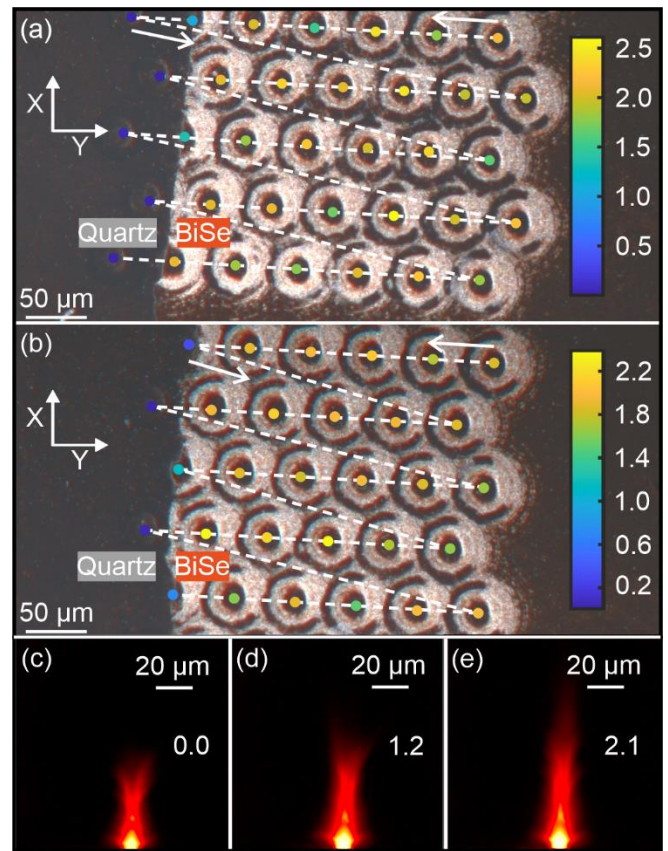 (a)
X
Y
Quartz BiSe
50 µm
2.5
2.0
1.5
1.0
0.5
(b)
X
Y
Quartz BiSe
50 µm
2.2
1.8
1.4
1.0
0.6
0.2
(c) 20 µm
0.0
(d) 20 µm
1.2
(e) 20 µm
2.1